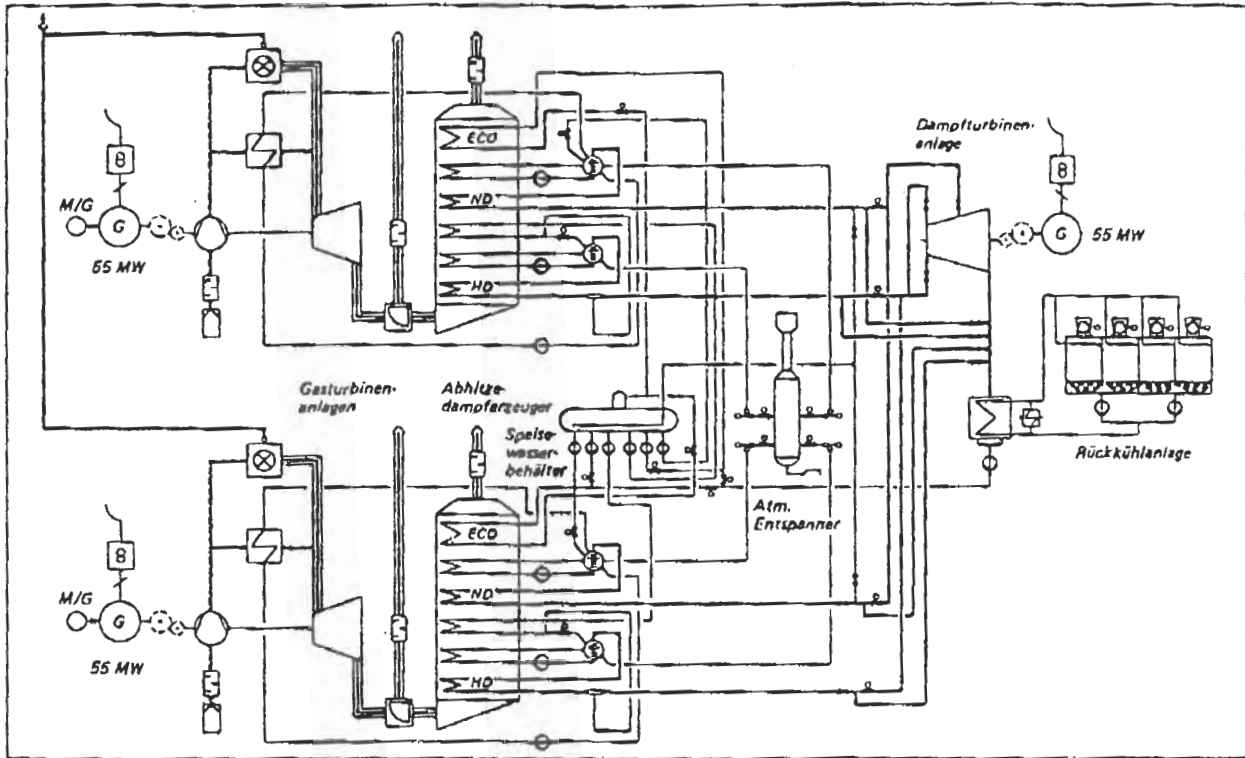 ECO
Dampfturbinen-
anlage
8
8
M/G
G
ND
G
55 MW
55 MW
HD
Gasturbinen-
anlagen
Abhitze-
dampferzeuger
Speise-
wasser-
behälter
Rückkühlanlage
Atm.
Entspanner
ECO
8
M/G
G
ND
55 MW
HD